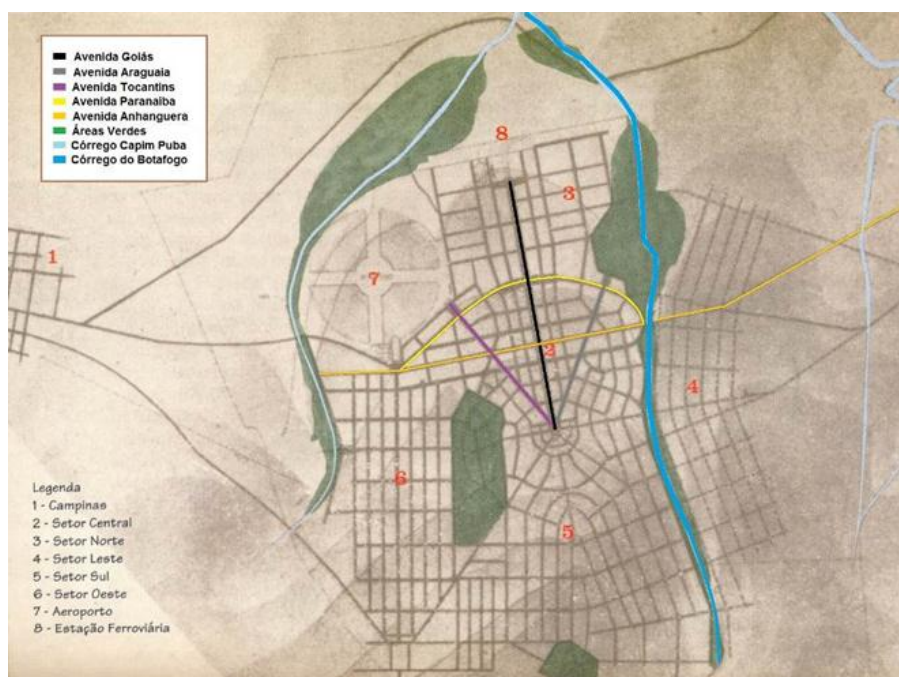 Avenida Goiás
Avenida Araguaia
Avenida Tocantins
Avenida Paranaíba
Avenida Anhanguera
Áreas Verdes
Córrego Capim Puba
Córrego do Botafogo
8
3
1
7
2
4
6
5
Legenda
1 - Campinas
2 - Setor Central
3 - Setor Norte
4 - Setor Leste
5 - Setor Sul
6 - Setor Oeste
7 - Aeroporto
8 - Estação Ferroviária